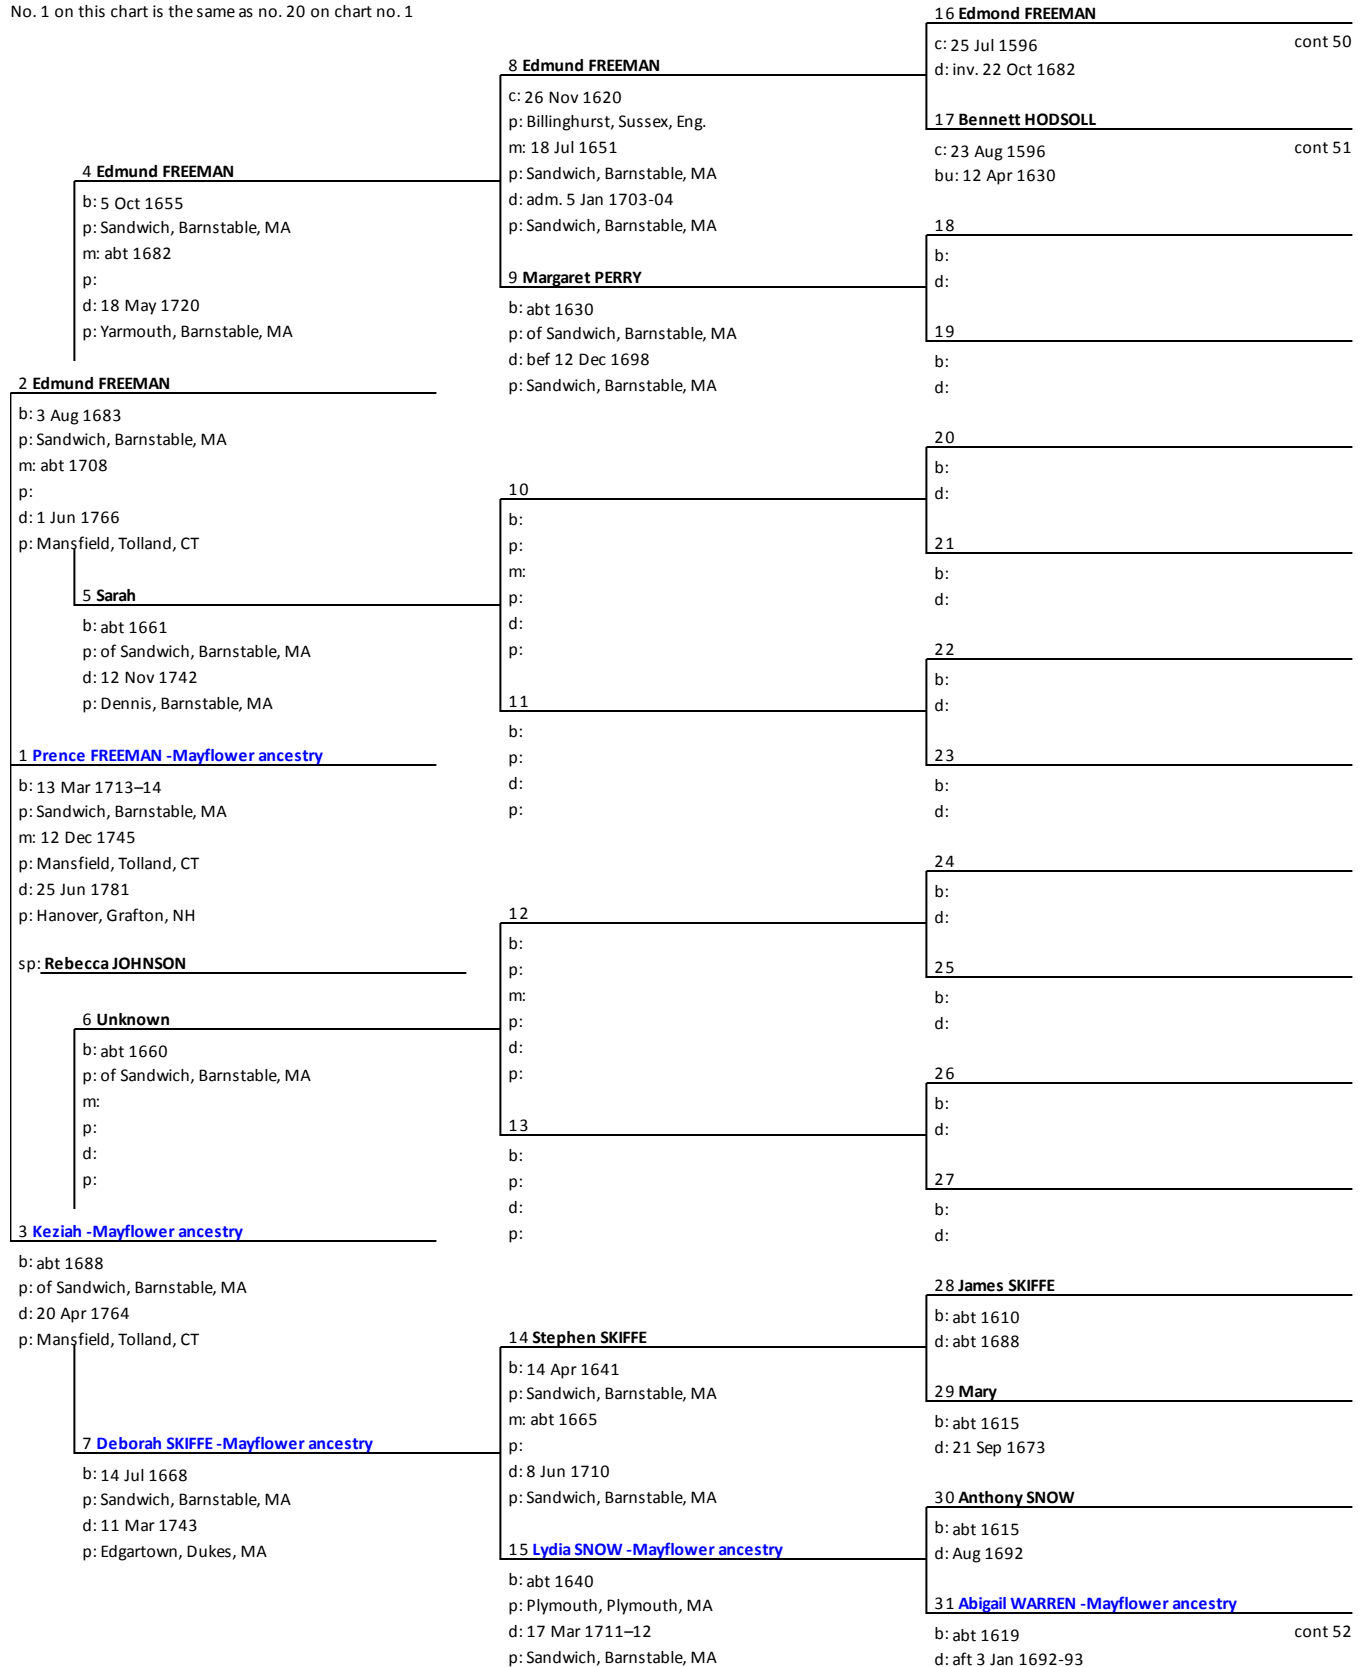 No. 1 on this chart is the same as no. 20 on chart no. 1
16 Edmond FREEMAN
c: 25 Jul 1596 cont 50
d: inv. 22 Oct 1682
8 Edmund FREEMAN
c: 26 Nov 1620
p: Billinghurst, Sussex, Eng.
m: 18 Jul 1651
p: Sandwich, Barnstable, MA
d: adm. 5 Jan 1703-04
p: Sandwich, Barnstable, MA
17 Bennett HODSOLL
c: 23 Aug 1596 cont 51
bu: 12 Apr 1630
4 Edmund FREEMAN
b: 5 Oct 1655
p: Sandwich, Barnstable, MA
m: abt 1682
p:
d: 18 May 1720
p: Yarmouth, Barnstable, MA
18
b:
d:
9 Margaret PERRY
b: abt 1630
p: of Sandwich, Barnstable, MA
d: bef 12 Dec 1698
p: Sandwich, Barnstable, MA
19
b:
d:
2 Edmund FREEMAN
b: 3 Aug 1683
p: Sandwich, Barnstable, MA
m: abt 1708
p:
d: 1 Jun 1766
p: Mansfield, Tolland, CT
20
b:
d:
10
b:
p:
m:
p:
d:
p:
21
b:
d:
5 Sarah
b: abt 1661
p: of Sandwich, Barnstable, MA
d: 12 Nov 1742
p: Dennis, Barnstable, MA
22
b:
d:
11
b:
p:
d:
p:
23
b:
d:
1 Prence FREEMAN -Mayflower ancestry
b: 13 Mar 1713–14
p: Sandwich, Barnstable, MA
m: 12 Dec 1745
p: Mansfield, Tolland, CT
d: 25 Jun 1781
p: Hanover, Grafton, NH
sp: Rebecca JOHNSON
24
b:
d:
12
b:
p:
m:
p:
d:
p:
25
b:
d:
6 Unknown
b: abt 1660
p: of Sandwich, Barnstable, MA
m:
p:
d:
p:
26
b:
d:
13
b:
p:
d:
p:
27
b:
d:
3 Keziah -Mayflower ancestry
b: abt 1688
p: of Sandwich, Barnstable, MA
d: 20 Apr 1764
p: Mansfield, Tolland, CT
28 James SKIFFE
b: abt 1610
d: abt 1688
14 Stephen SKIFFE
b: 14 Apr 1641
p: Sandwich, Barnstable, MA
m: abt 1665
p:
d: 8 Jun 1710
p: Sandwich, Barnstable, MA
29 Mary
b: abt 1615
d: 21 Sep 1673
7 Deborah SKIFFE -Mayflower ancestry
b: 14 Jul 1668
p: Sandwich, Barnstable, MA
d: 11 Mar 1743
p: Edgartown, Dukes, MA
30 Anthony SNOW
b: abt 1615
d: Aug 1692
15 Lydia SNOW -Mayflower ancestry
b: abt 1640
p: Plymouth, Plymouth, MA
d: 17 Mar 1711–12
p: Sandwich, Barnstable, MA
31 Abigail WARREN -Mayflower ancestry
b: abt 1619 cont 52
d: aft 3 Jan 1692-93